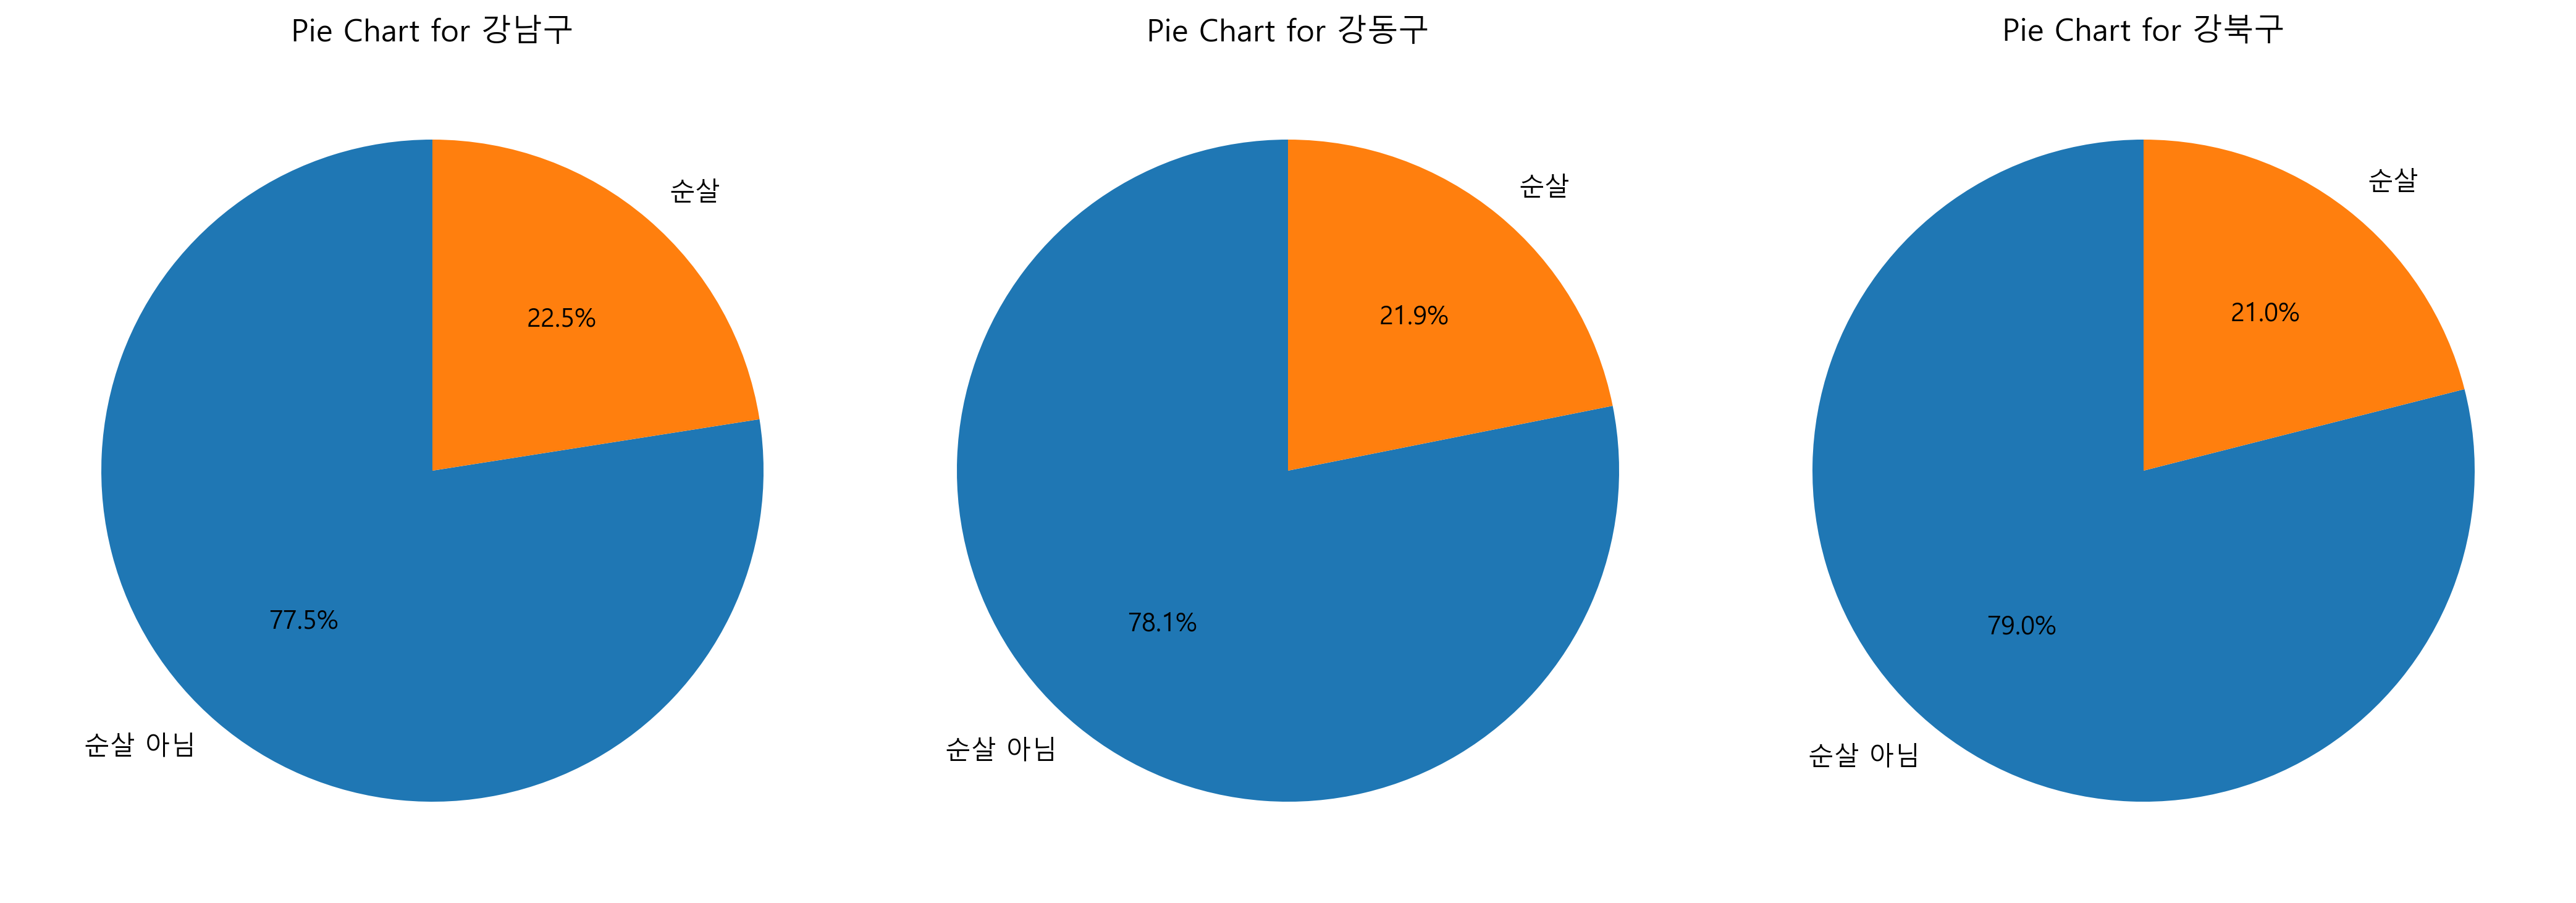 Pie Chart for 강남구
순살
22.5%
77.5%
순살 아님
Pie Chart for 강동구
순살
21.9%
78.1%
순살 아님
Pie Chart for 강북구
순살
21.0%
79.0%
순살 아님